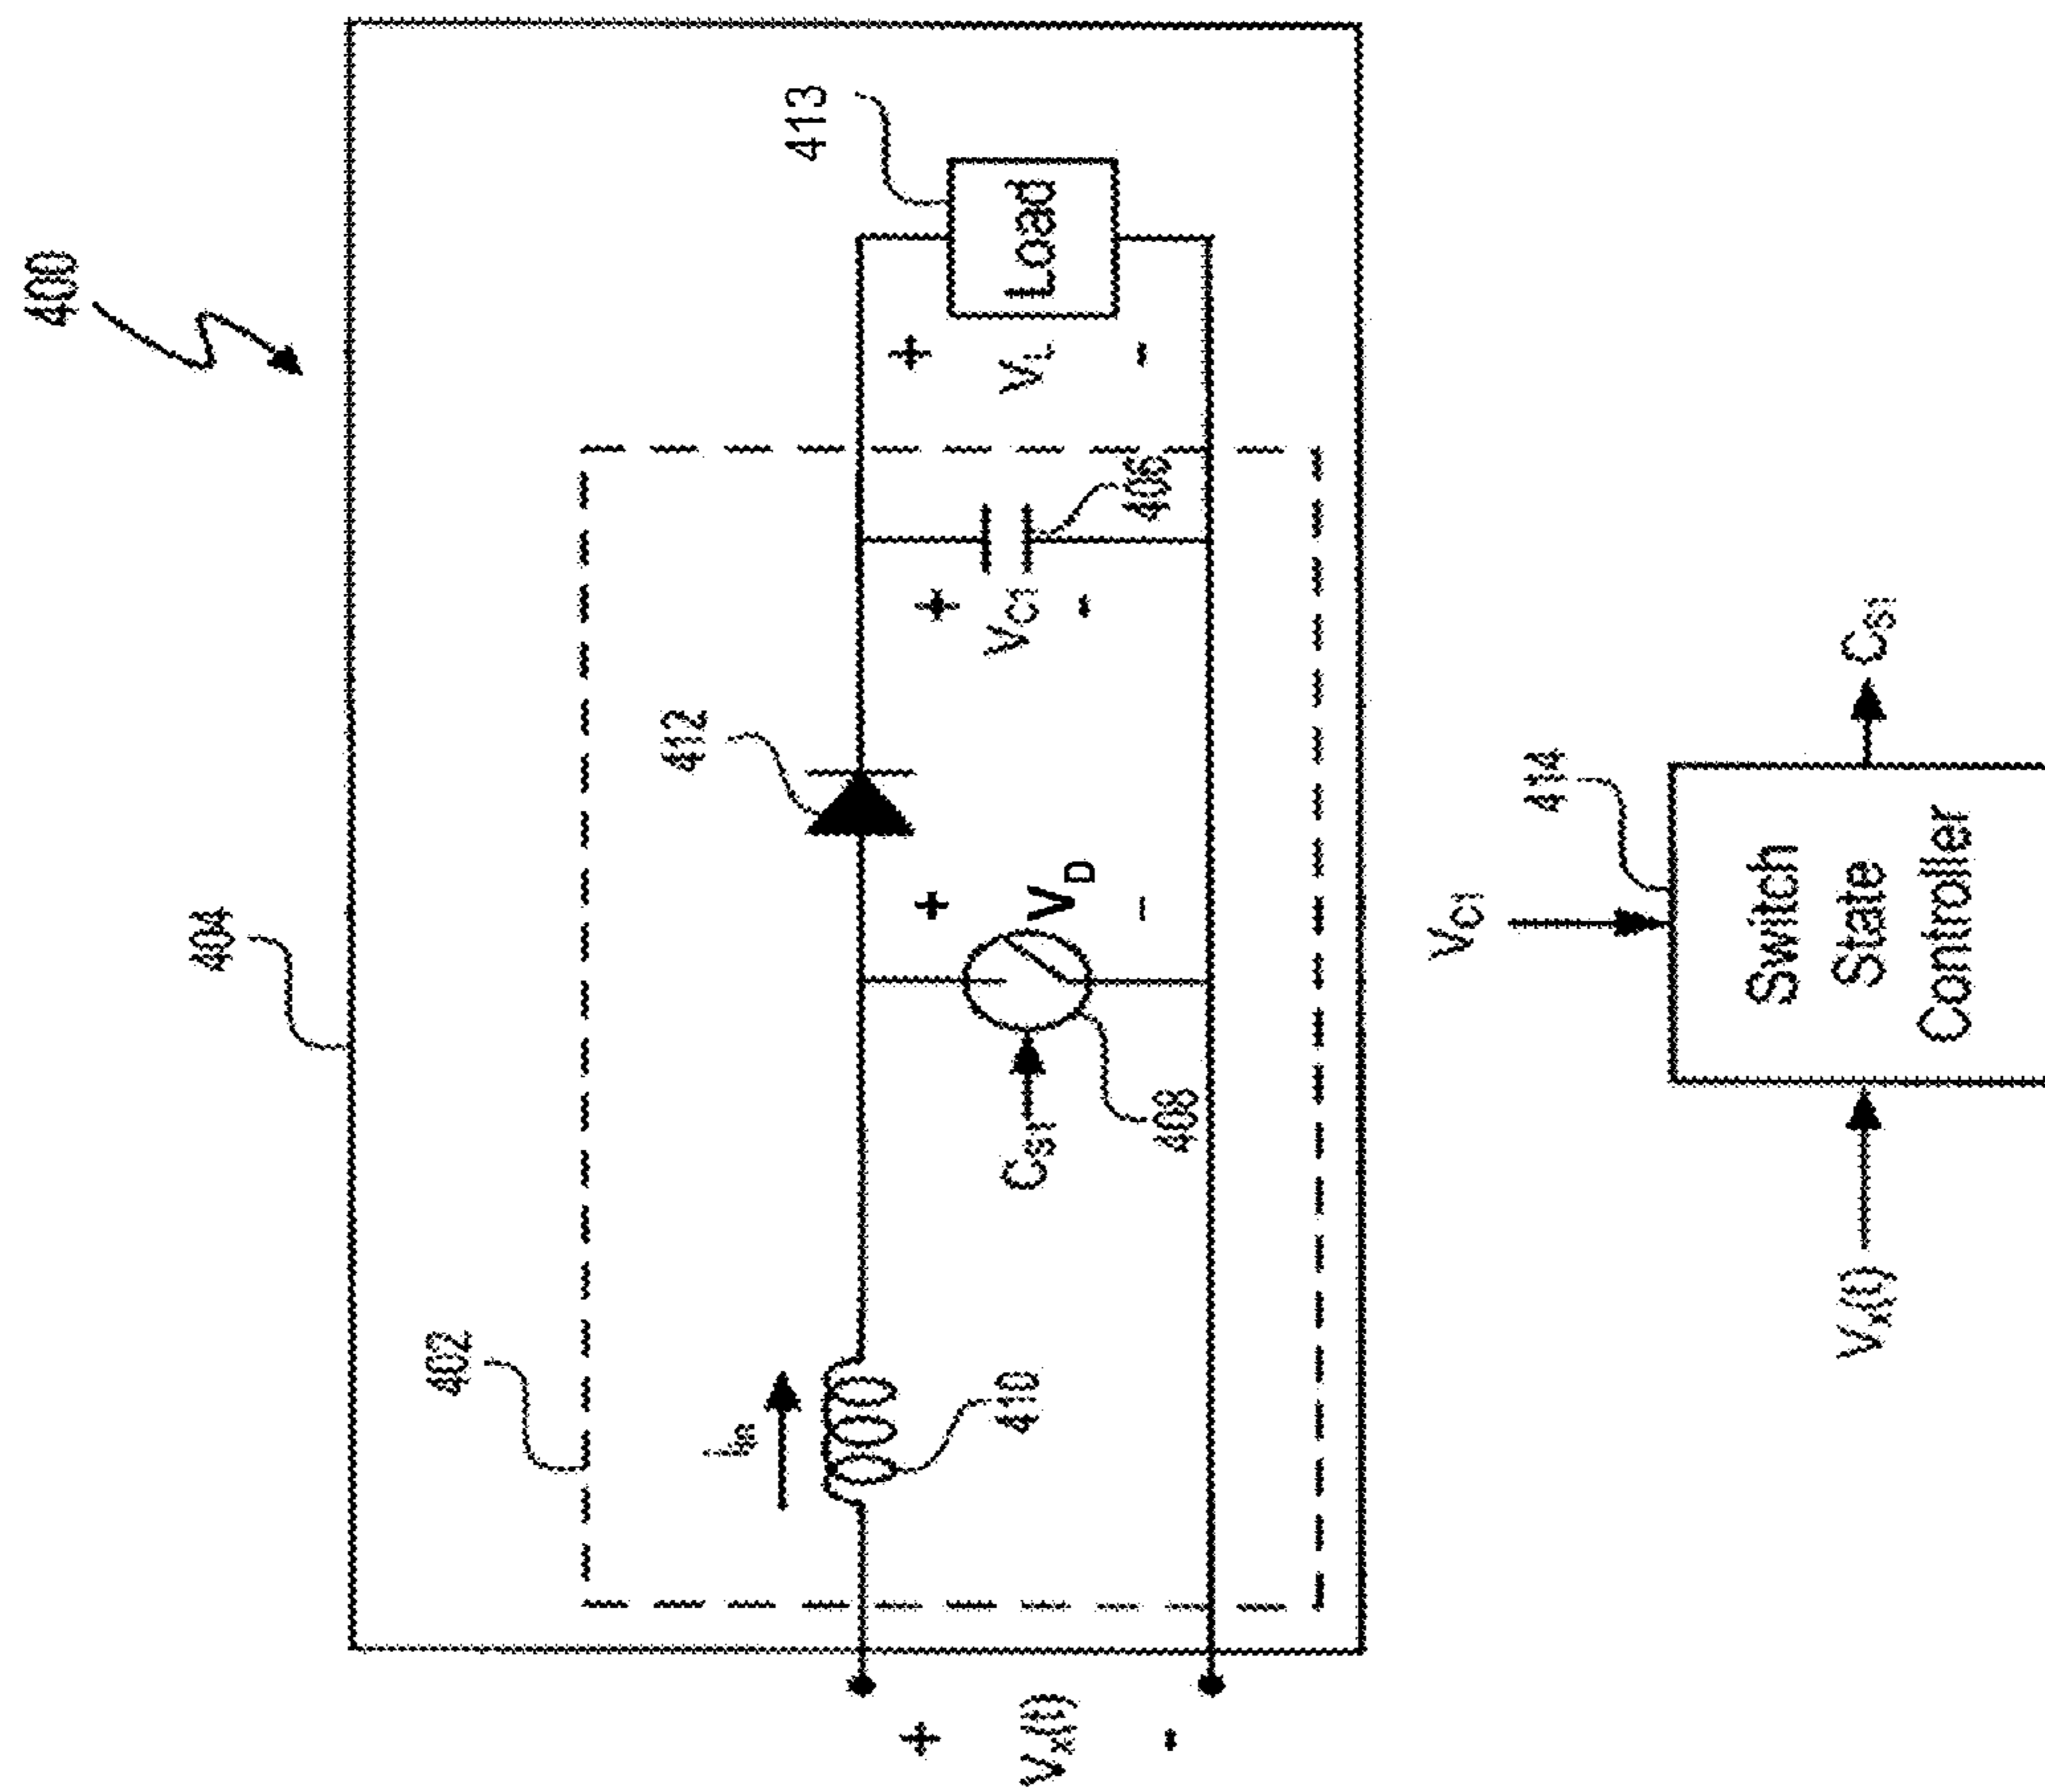 400
404
402
412
413
i_in
410
+
V_x(t)
-
C_S1
408
+
V_D
-
+
V_C1
-
406
+
V_L
-
Load
V_C1
414
V_x(t)
Switch
State
Controller
C_S1